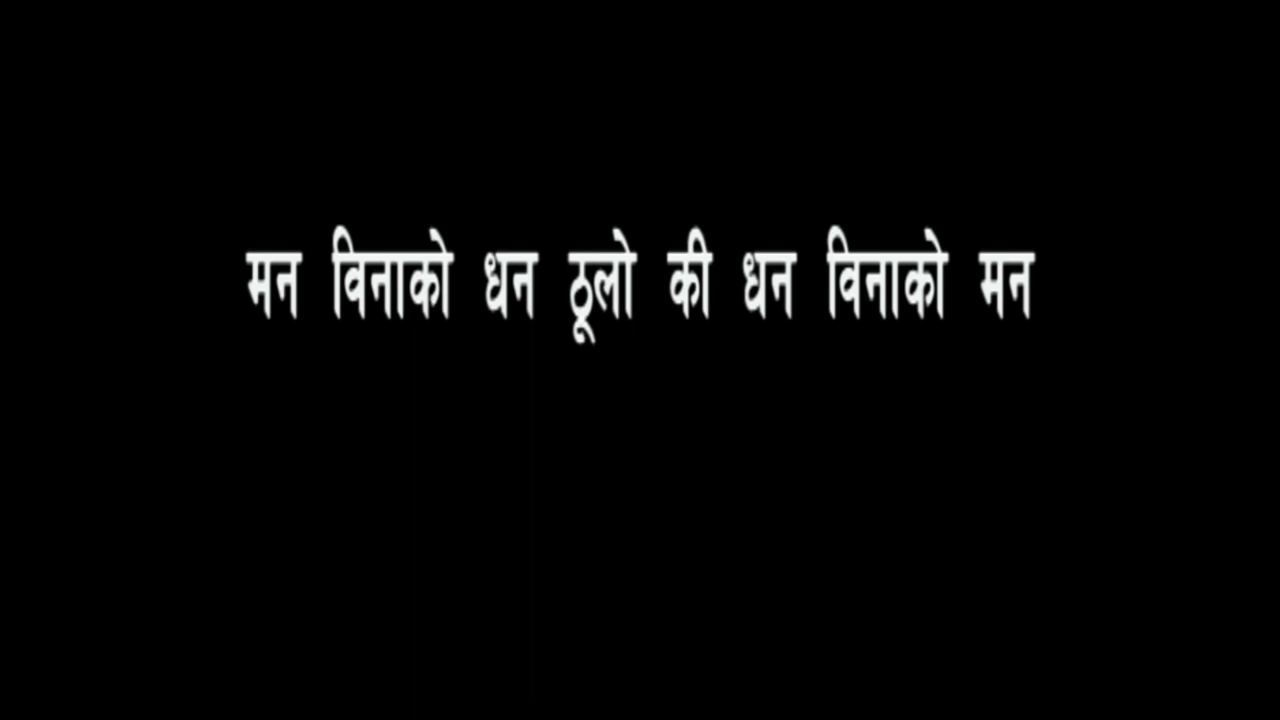 मन विनाको धन ठूलो की धन विनाको मन